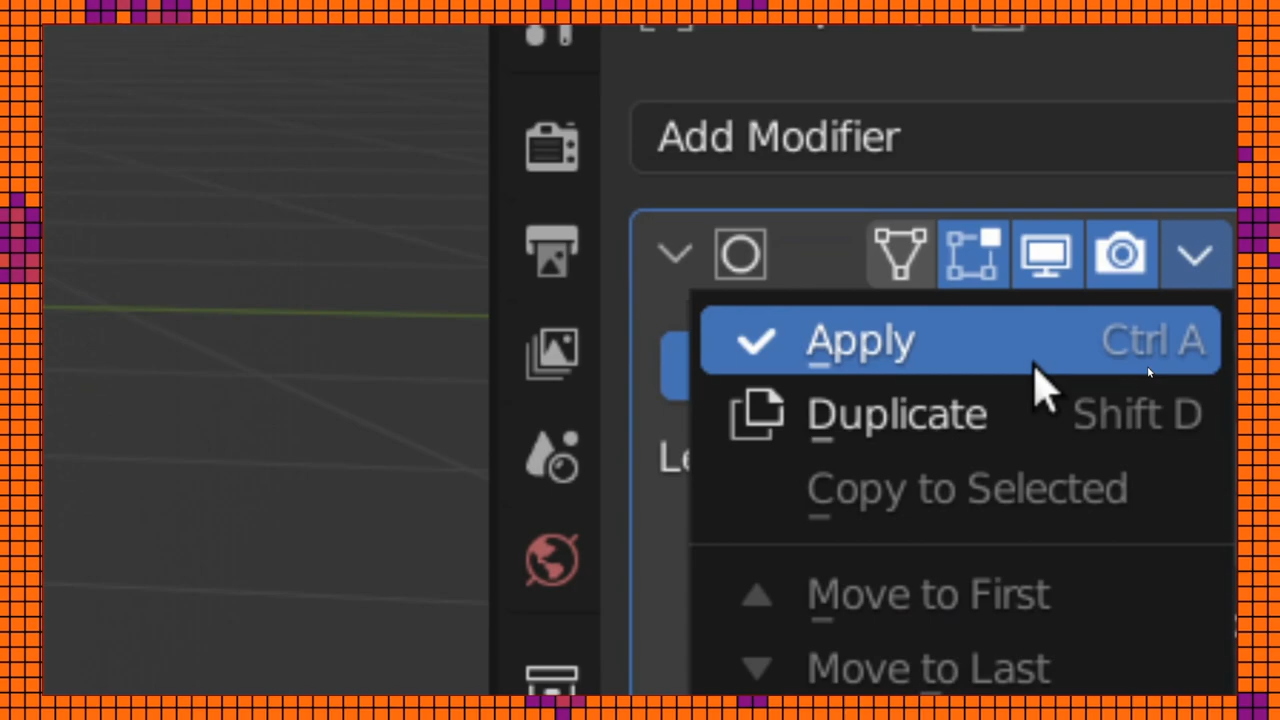 Add Modifier
Apply Ctrl A
Duplicate Shift D
Copy to Selected
Move to First
Move to Last